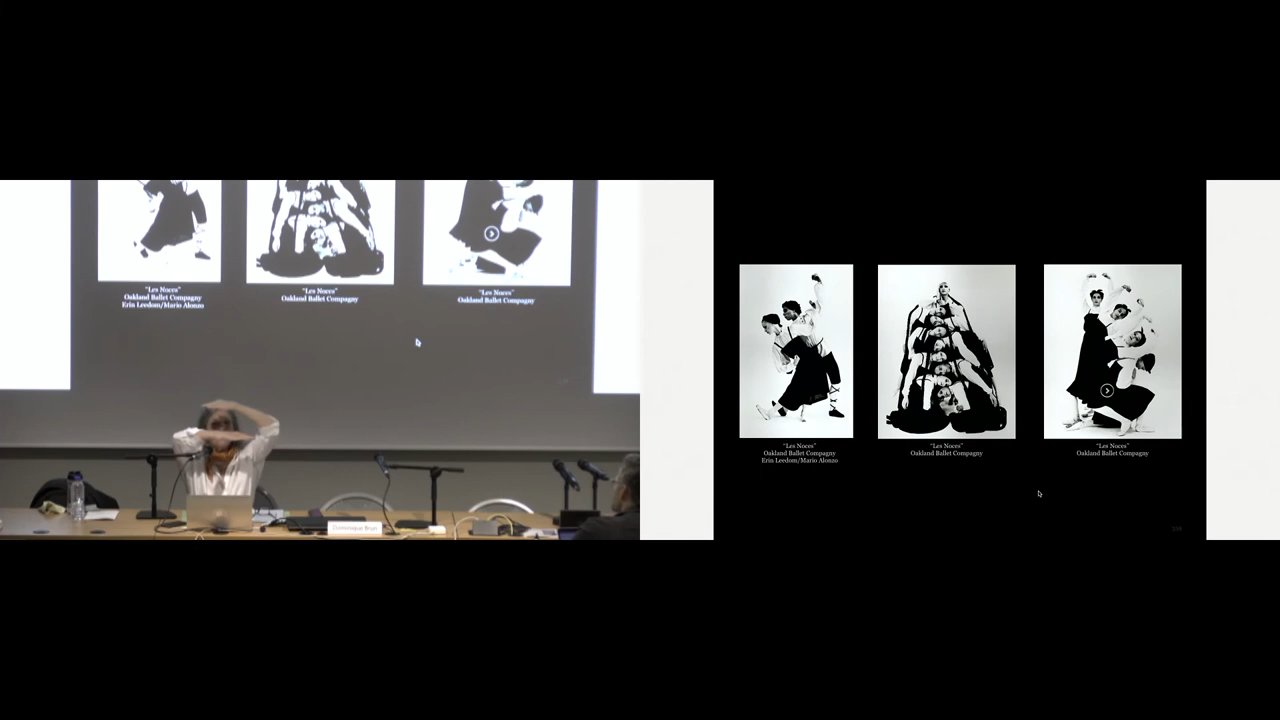 “Les Noces”
Oakland Ballet Compagny
Erin Leedom/Mario Alonzo
“Les Noces”
Oakland Ballet Compagny
“Les Noces”
Oakland Ballet Compagny
Dominique Brun
“Les Noces”
Oakland Ballet Compagny
Erin Leedom/Mario Alonzo
“Les Noces”
Oakland Ballet Compagny
“Les Noces”
Oakland Ballet Compagny